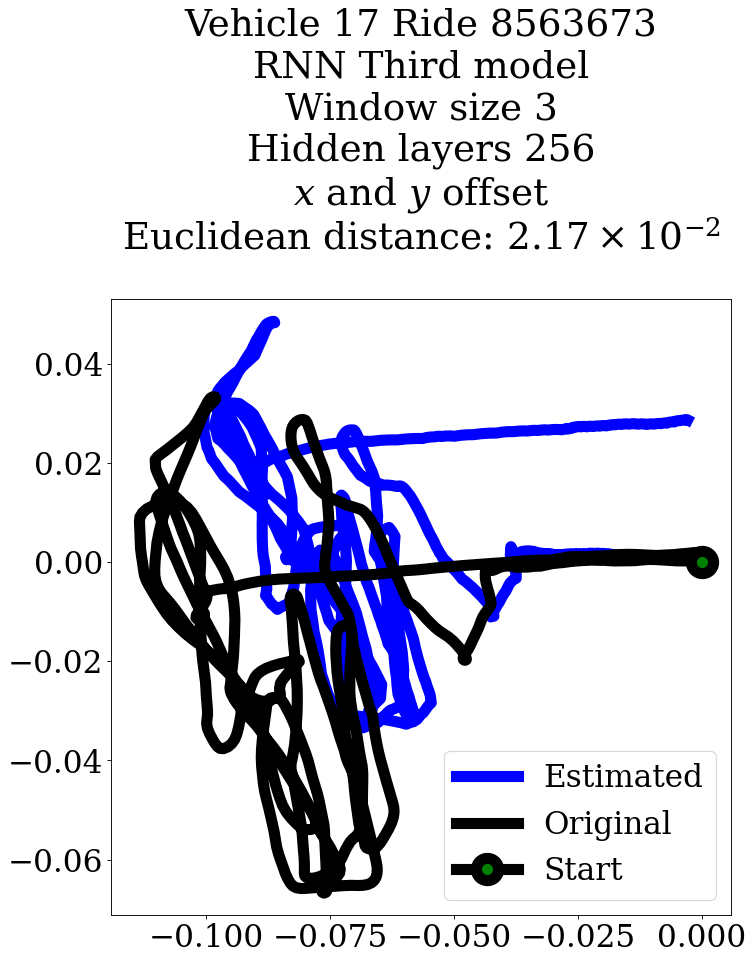 Vehicle 17 Ride 8563673
RNN Third model
Window size 3
Hidden layers 256
x and y offset
Euclidean distance: 2.17 × 10⁻²
0.04
0.02
0.00
−0.02
−0.04
−0.06
Estimated
Original
Start
−0.100 −0.075 −0.050 −0.025 0.000